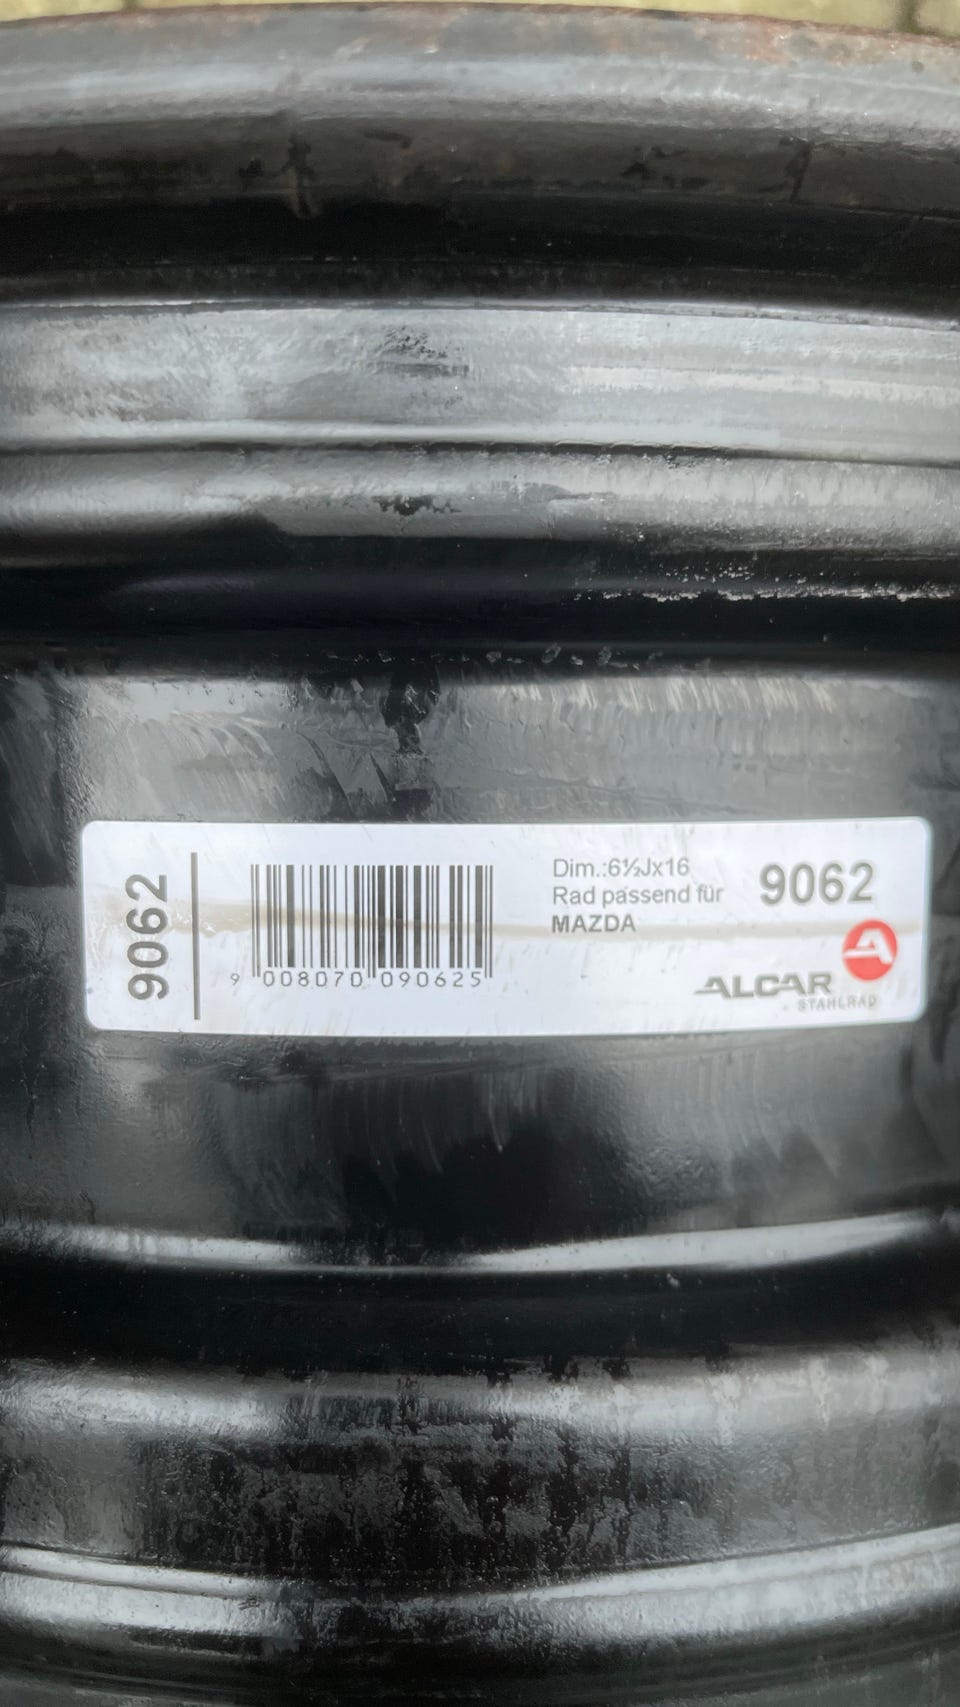 9062
9 008070 090625
Dim.:6½Jx16
Rad passend für
MAZDA
9062
ALCAR
STAHLRAD